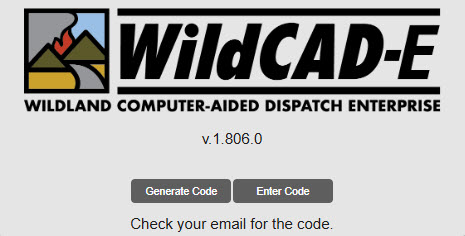 WildCAD-E
WILDLAND COMPUTER-AIDED DISPATCH ENTERPRISE
v.1.806.0
Generate Code Enter Code
Check your email for the code.